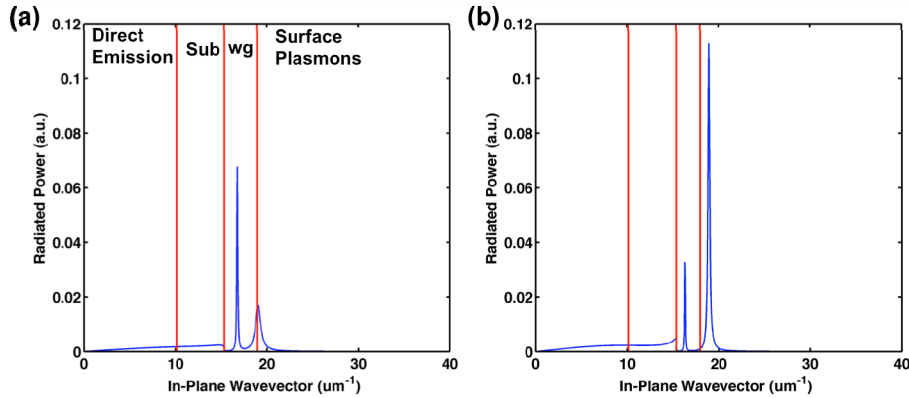 (a)
0.12
0.1
0.08
0.06
0.04
0.02
0
Radiated Power (a.u.)
Direct
Emission
Sub
wg
Surface
Plasmons
0
10
20
30
40
In-Plane Wavevector (um⁻¹)
(b)
0.12
0.1
0.08
0.06
0.04
0.02
0
Radiated Power (a.u.)
0
10
20
30
40
In-Plane Wavevector (um⁻¹)